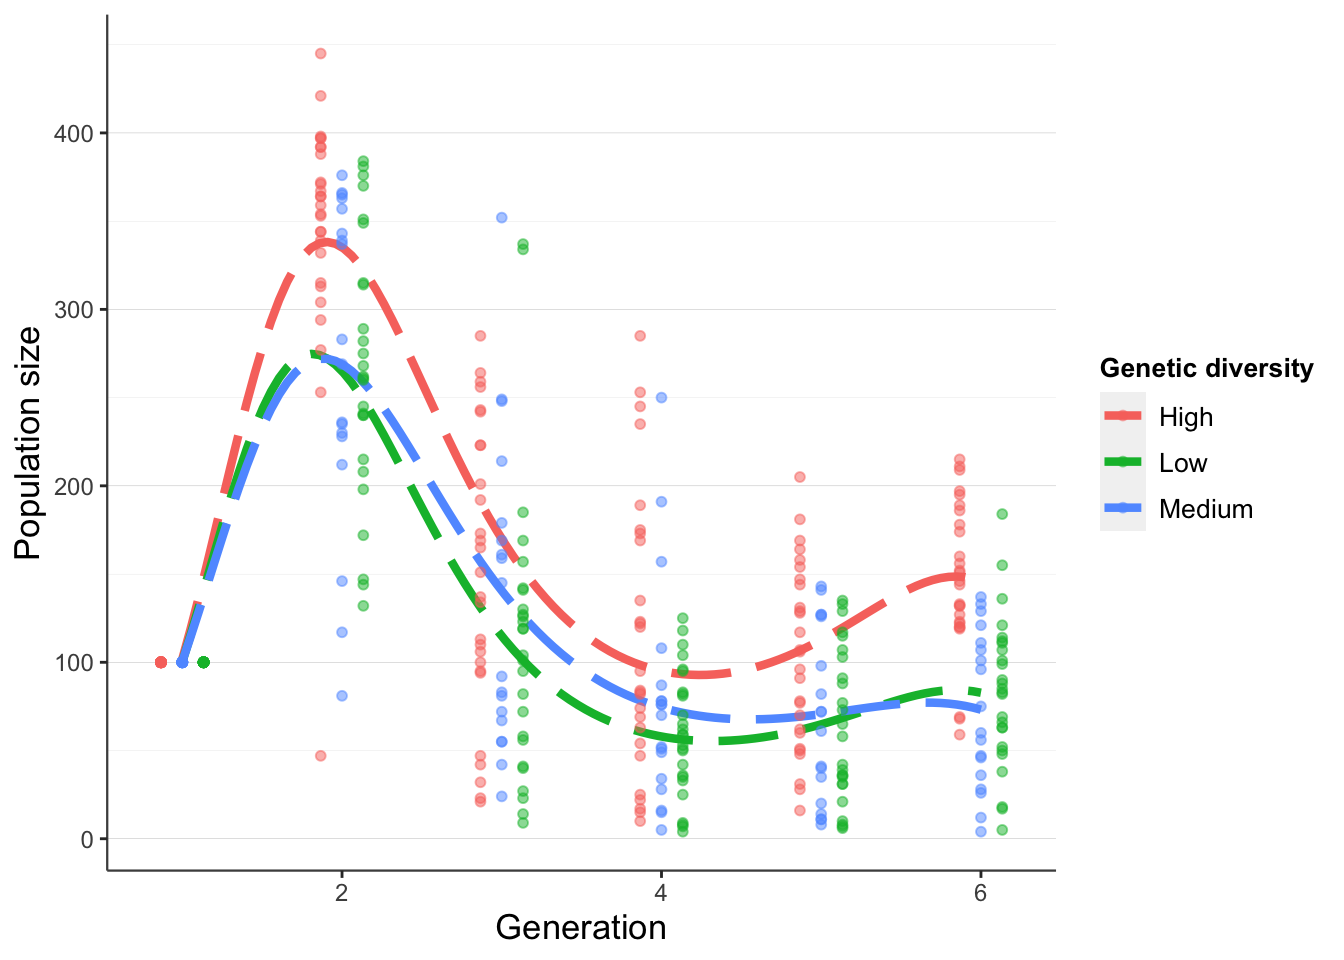 400
300
200
100
0
Population size
2
4
6
Generation
Genetic diversity
High
Low
Medium